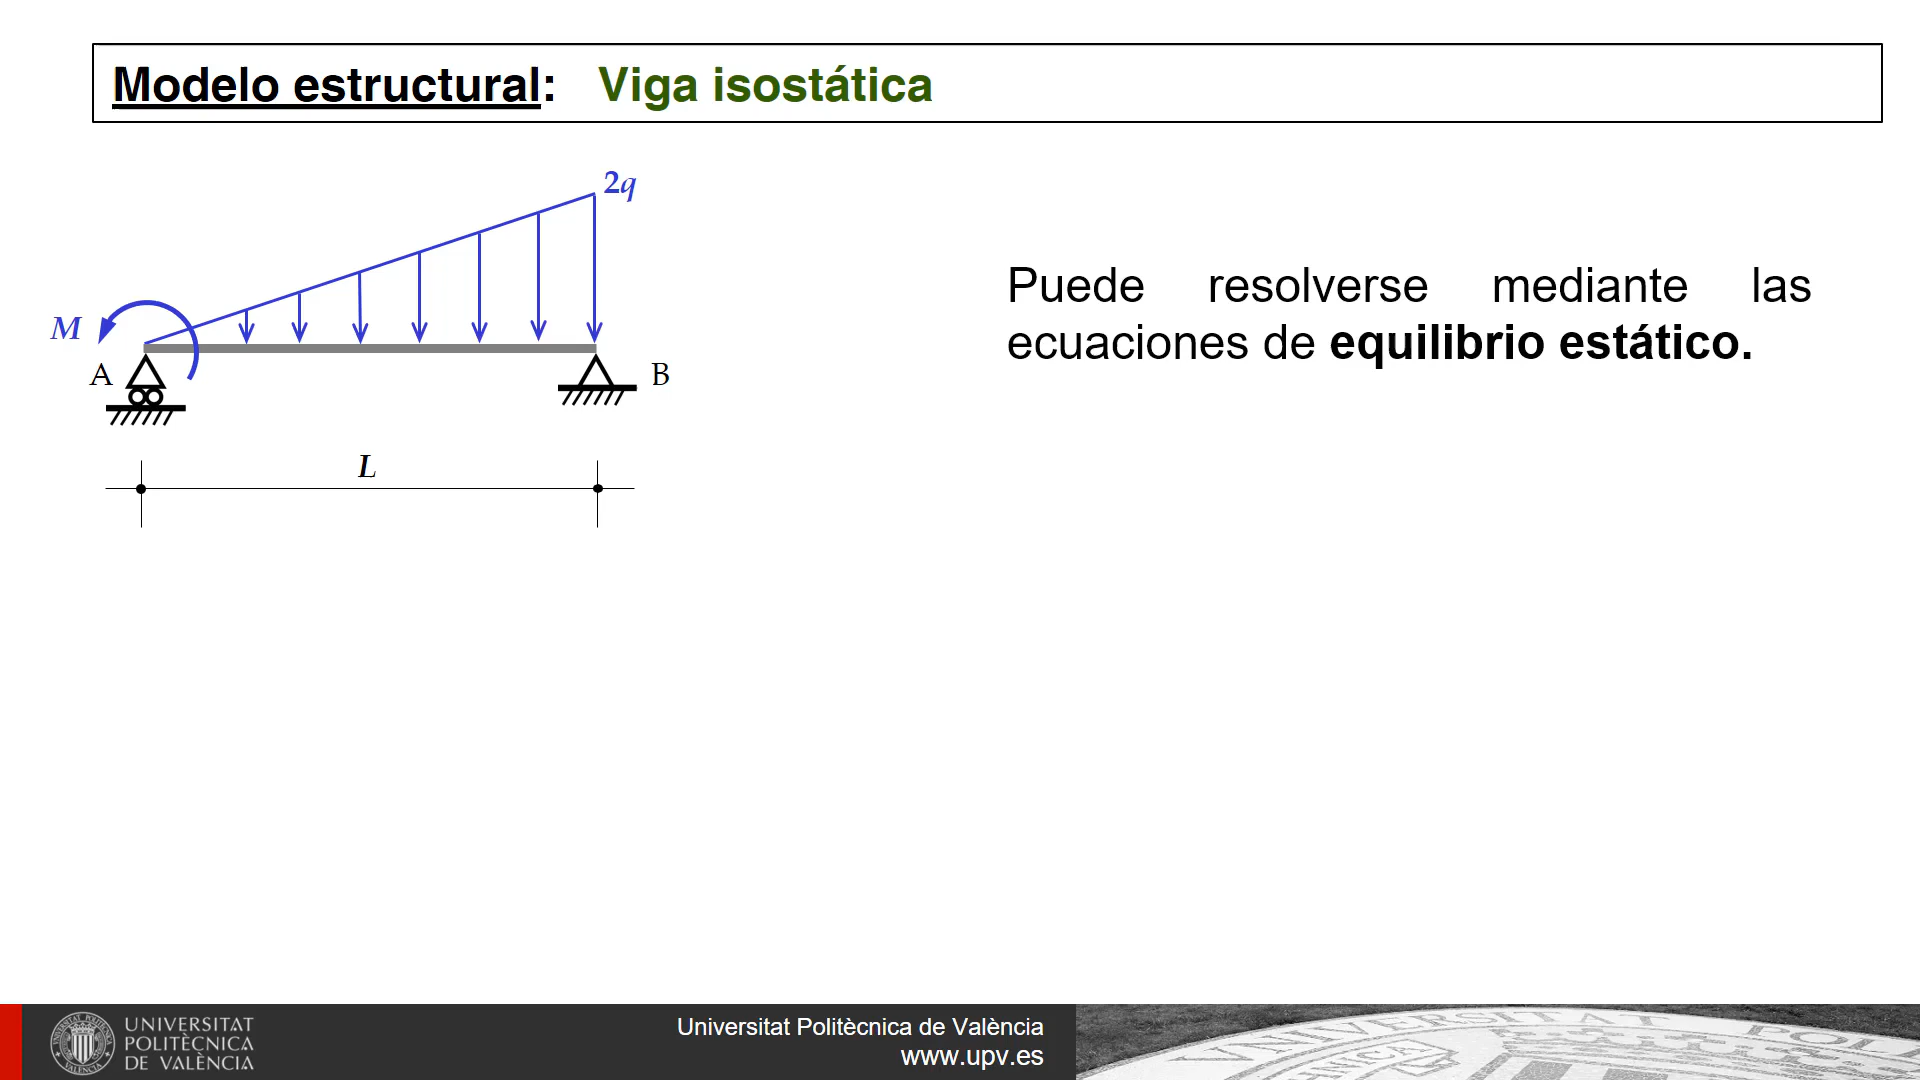 Modelo estructural: Viga isostática
2q
M
A
B
L
Puede resolverse mediante las
ecuaciones de equilibrio estático.
UNIVERSITAT
POLITÈCNICA
DE VALÈNCIA
Universitat Politècnica de València
www.upv.es